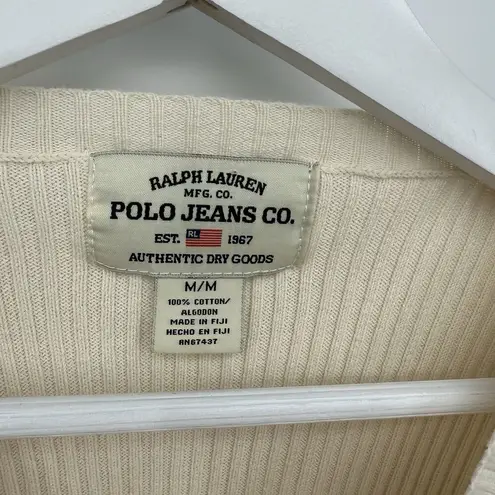 RALPH LAUREN
MFG. CO.
POLO JEANS CO.
EST. RL 1967
AUTHENTIC DRY GOODS
M/M
100% COTTON/
ALGODON
MADE IN FIJI
HECHO EN FIJI
RN67437